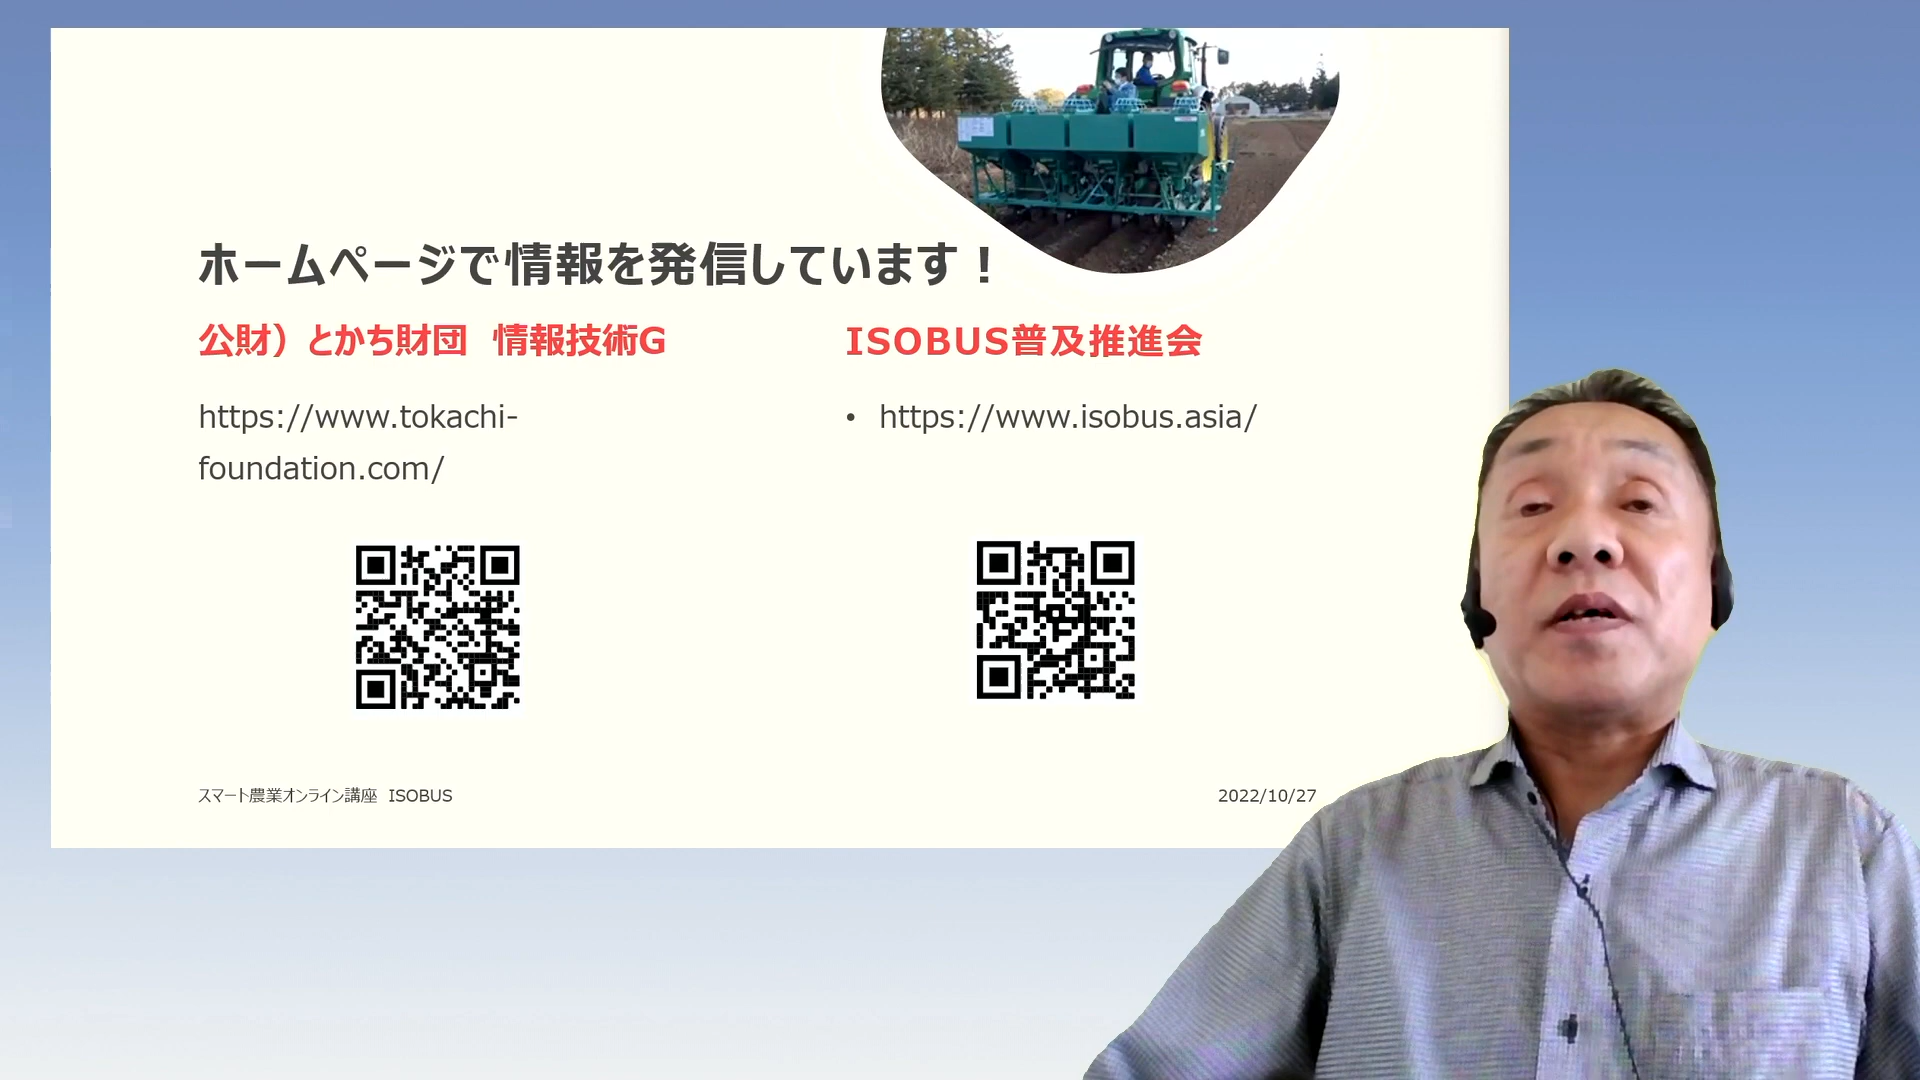 ホームページで情報を発信しています！
公財）とかち財団　情報技術G
https://www.tokachi-
foundation.com/
ISOBUS普及推進会
• https://www.isobus.asia/
スマート農業オンライン講座　ISOBUS
2022/10/27